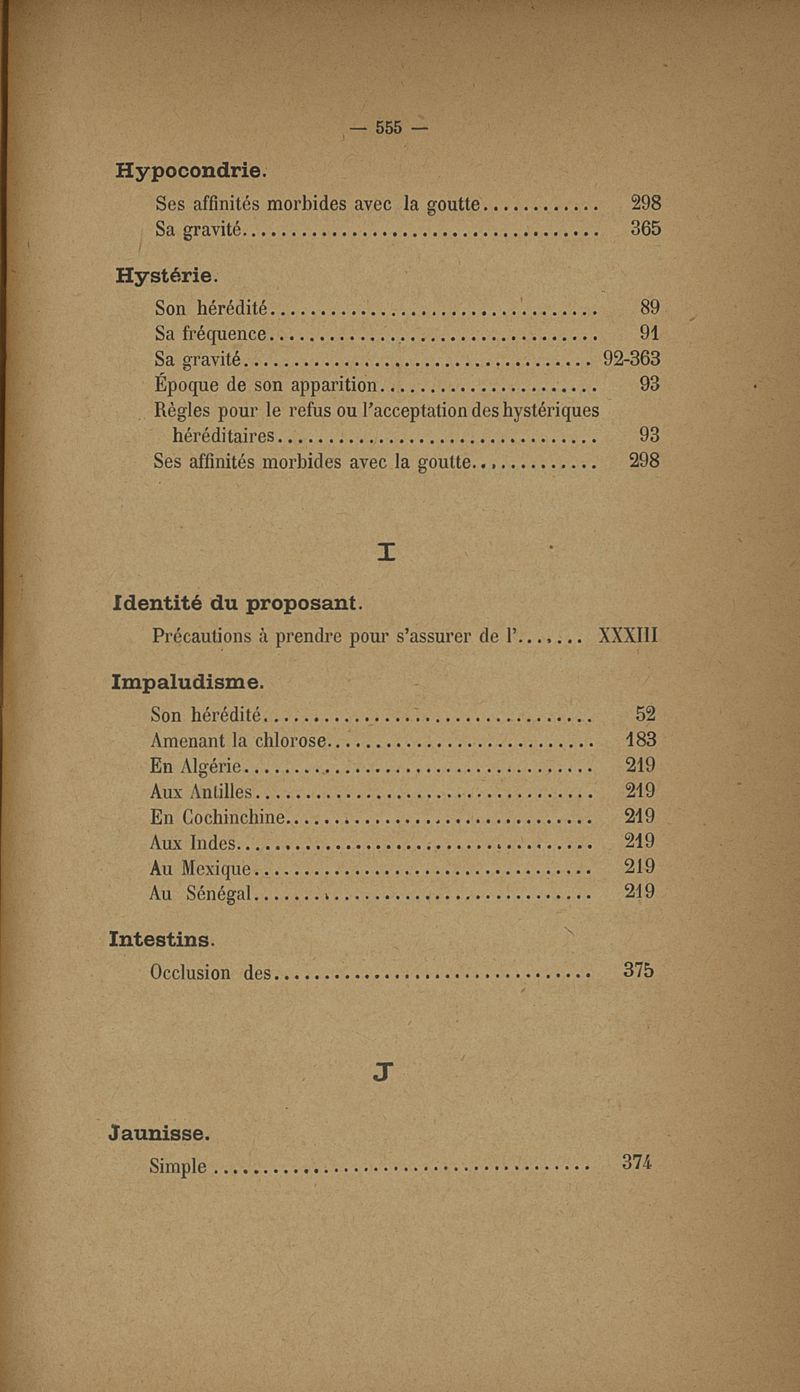 — 555 —
Hypocondrie.
Ses affinités morbides avec la goutte............ 298
Sa gravité.................................... 365
Hystérie.
Son hérédité................................. 89
Sa fréquence................................. 91
Sa gravité................................... 92-363
Époque de son apparition...................... 93
Règles pour le refus ou l'acceptation des hystériques
héréditaires................................ 93
Ses affinités morbides avec la goutte............. 298
I
Identité du proposant.
Précautions à prendre pour s'assurer de l'....... XXXIII
Impaludisme.
Son hérédité................................. 52
Amenant la chlorose........................... 183
En Algérie................................... 219
Aux Antilles.................................. 219
En Cochinchine............................... 219
Aux Indes.................................... 219
Au Mexique.................................. 219
Au Sénégal.................................. 219
Intestins.
Occlusion des................................ 375
J
Jaunisse.
Simple ...................................... 374